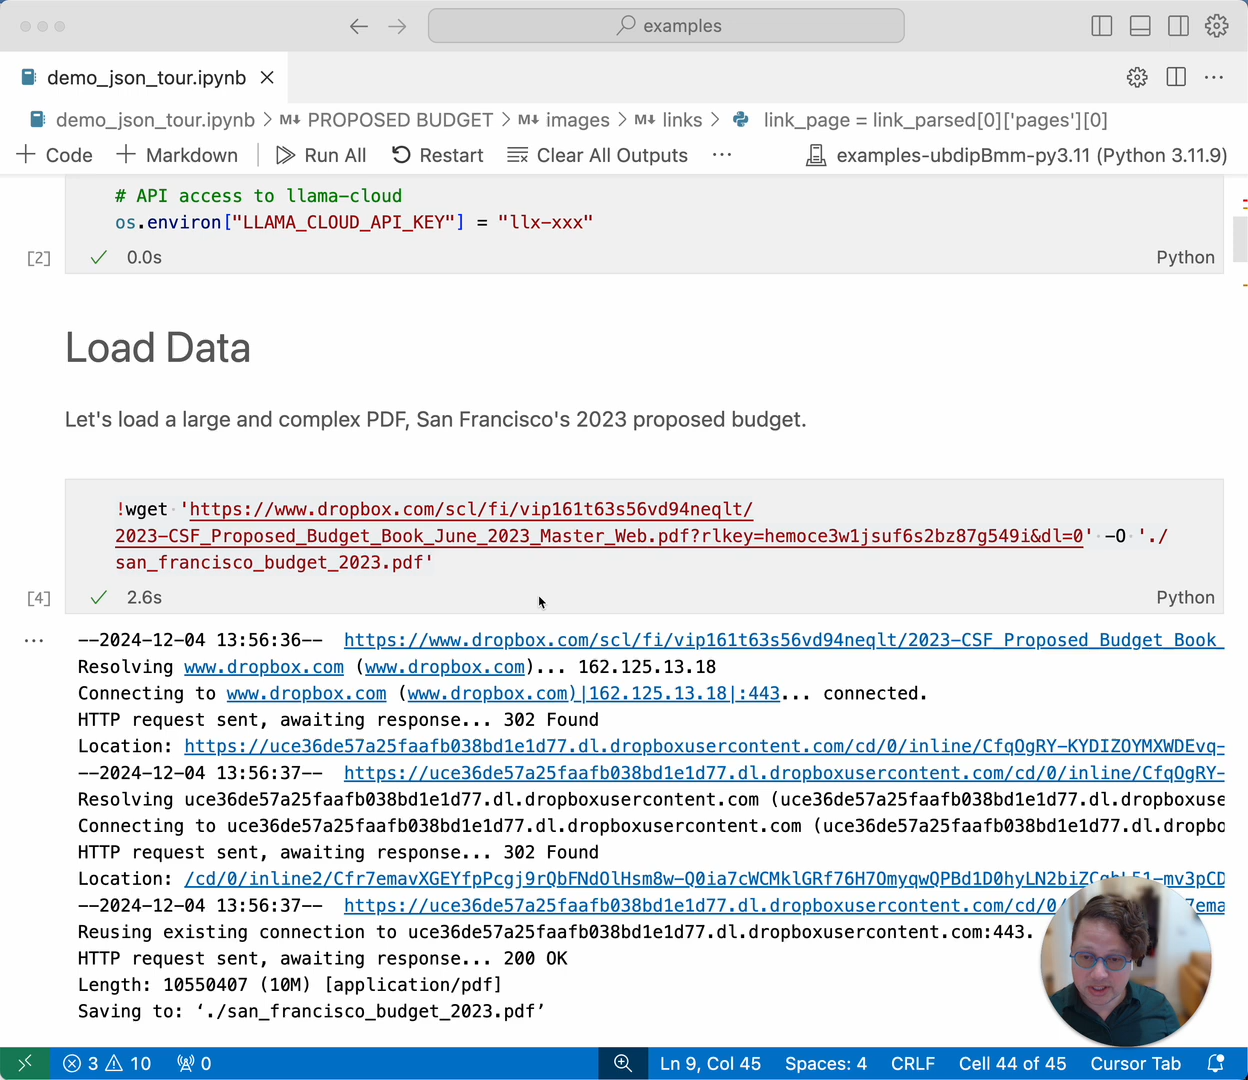 examples
demo_json_tour.ipynb
demo_json_tour.ipynb > M↓ PROPOSED BUDGET > M↓ images > M↓ links > link_page = link_parsed[0]['pages'][0]
+ Code + Markdown | Run All Restart Clear All Outputs ... examples-ubdipBmm-py3.11 (Python 3.11.9)
# API access to llama-cloud
os.environ["LLAMA_CLOUD_API_KEY"] = "llx-xxx"
[2] 0.0s Python
Load Data
Let's load a large and complex PDF, San Francisco's 2023 proposed budget.
!wget 'https://www.dropbox.com/scl/fi/vip161t63s56vd94neqlt/
2023-CSF_Proposed_Budget_Book_June_2023_Master_Web.pdf?rlkey=hemoce3w1jsuf6s2bz87g549i&dl=0' -O './
san_francisco_budget_2023.pdf'
[4] 2.6s Python
--2024-12-04 13:56:36-- https://www.dropbox.com/scl/fi/vip161t63s56vd94neqlt/2023-CSF_Proposed_Budget_Book_
Resolving www.dropbox.com (www.dropbox.com)... 162.125.13.18
Connecting to www.dropbox.com (www.dropbox.com)|162.125.13.18|:443... connected.
HTTP request sent, awaiting response... 302 Found
Location: https://uce36de57a25faafb038bd1e1d77.dl.dropboxusercontent.com/cd/0/inline/CfqOgRY-KYDIZOYMXWDEvq-
--2024-12-04 13:56:37-- https://uce36de57a25faafb038bd1e1d77.dl.dropboxusercontent.com/cd/0/inline/CfqOgRY-
Resolving uce36de57a25faafb038bd1e1d77.dl.dropboxusercontent.com (uce36de57a25faafb038bd1e1d77.dl.dropboxuse
Connecting to uce36de57a25faafb038bd1e1d77.dl.dropboxusercontent.com (uce36de57a25faafb038bd1e1d77.dl.dropbo
HTTP request sent, awaiting response... 302 Found
Location: /cd/0/inline2/Cfr7emavXGEYfpPcgj9rQbFNdOlHsm8w-Q0ia7cWCMklGRf76H7OmyqwQPBd1D0hyLN2biZ
--2024-12-04 13:56:37-- https://uce36de57a25faafb038bd1e1d77.dl.dropboxusercontent.com/cd/0/
Reusing existing connection to uce36de57a25faafb038bd1e1d77.dl.dropboxusercontent.com:443.
HTTP request sent, awaiting response... 200 OK
Length: 10550407 (10M) [application/pdf]
Saving to: ‘./san_francisco_budget_2023.pdf’
3 10 0 Ln 9, Col 45 Spaces: 4 CRLF Cell 44 of 45 Cursor Tab